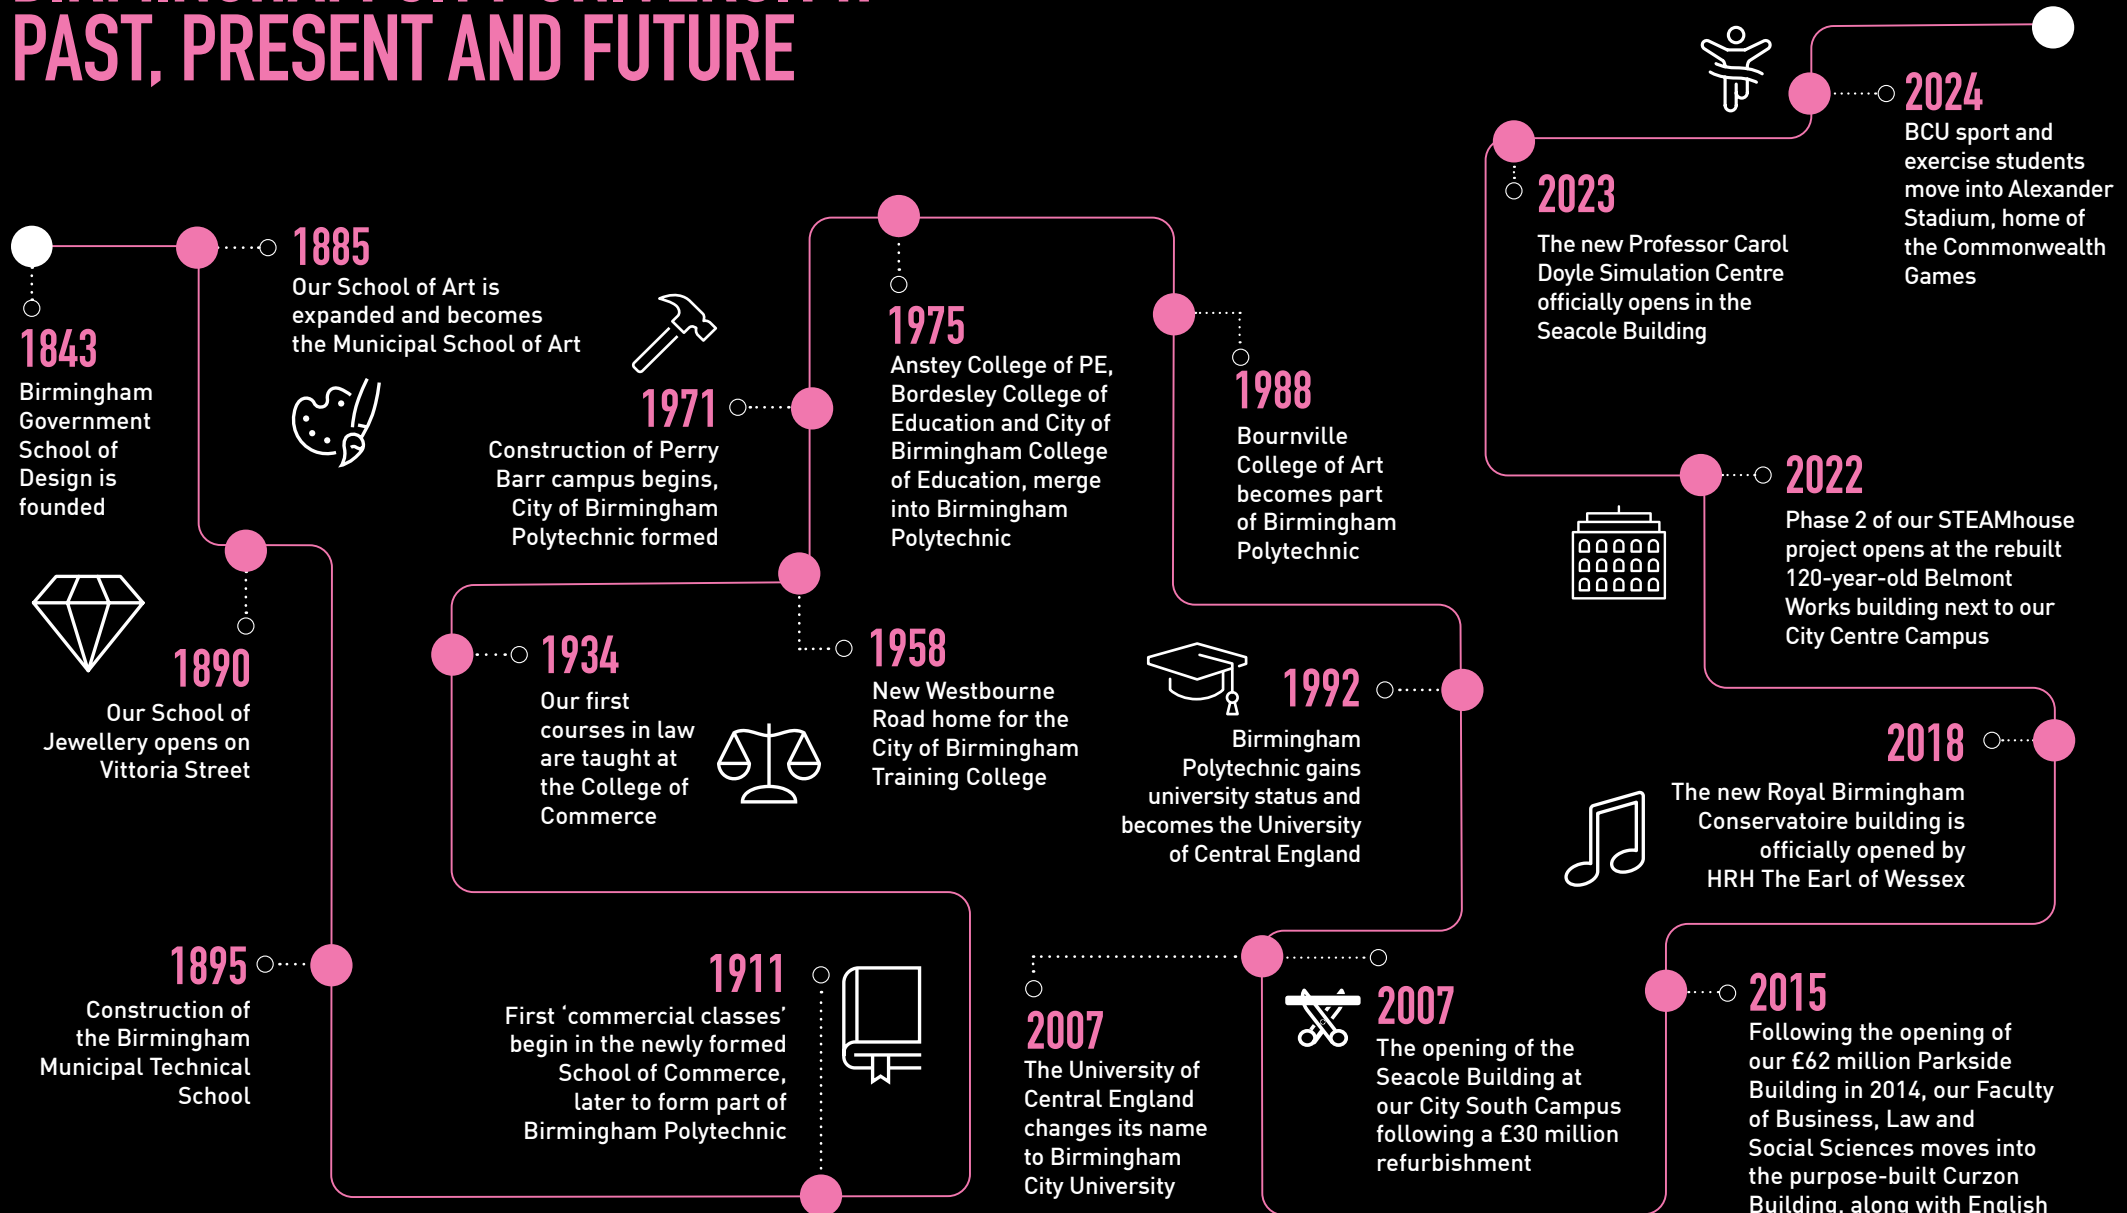 PAST, PRESENT AND FUTURE
1843
Birmingham
Government
School of
Design is
founded
1885
Our School of Art is
expanded and becomes
the Municipal School of Art
1890
Our School of
Jewellery opens on
Vittoria Street
1895
Construction of
the Birmingham
Municipal Technical
School
1911
First ‘commercial classes’
begin in the newly formed
School of Commerce,
later to form part of
Birmingham Polytechnic
1934
Our first
courses in law
are taught at
the College of
Commerce
1958
New Westbourne
Road home for the
City of Birmingham
Training College
1971
Construction of Perry
Barr campus begins,
City of Birmingham
Polytechnic formed
1975
Anstey College of PE,
Bordesley College of
Education and City of
Birmingham College
of Education, merge
into Birmingham
Polytechnic
1988
Bournville
College of Art
becomes part
of Birmingham
Polytechnic
1992
Birmingham
Polytechnic gains
university status and
becomes the University
of Central England
2007
The University of
Central England
changes its name
to Birmingham
City University
2007
The opening of the
Seacole Building at
our City South Campus
following a £30 million
refurbishment
2015
Following the opening of
our £62 million Parkside
Building in 2014, our Faculty
of Business, Law and
Social Sciences moves into
the purpose-built Curzon
Building, along with English
2018
The new Royal Birmingham
Conservatoire building is
officially opened by
HRH The Earl of Wessex
2022
Phase 2 of our STEAMhouse
project opens at the rebuilt
120-year-old Belmont
Works building next to our
City Centre Campus
2023
The new Professor Carol
Doyle Simulation Centre
officially opens in the
Seacole Building
2024
BCU sport and
exercise students
move into Alexander
Stadium, home of
the Commonwealth
Games